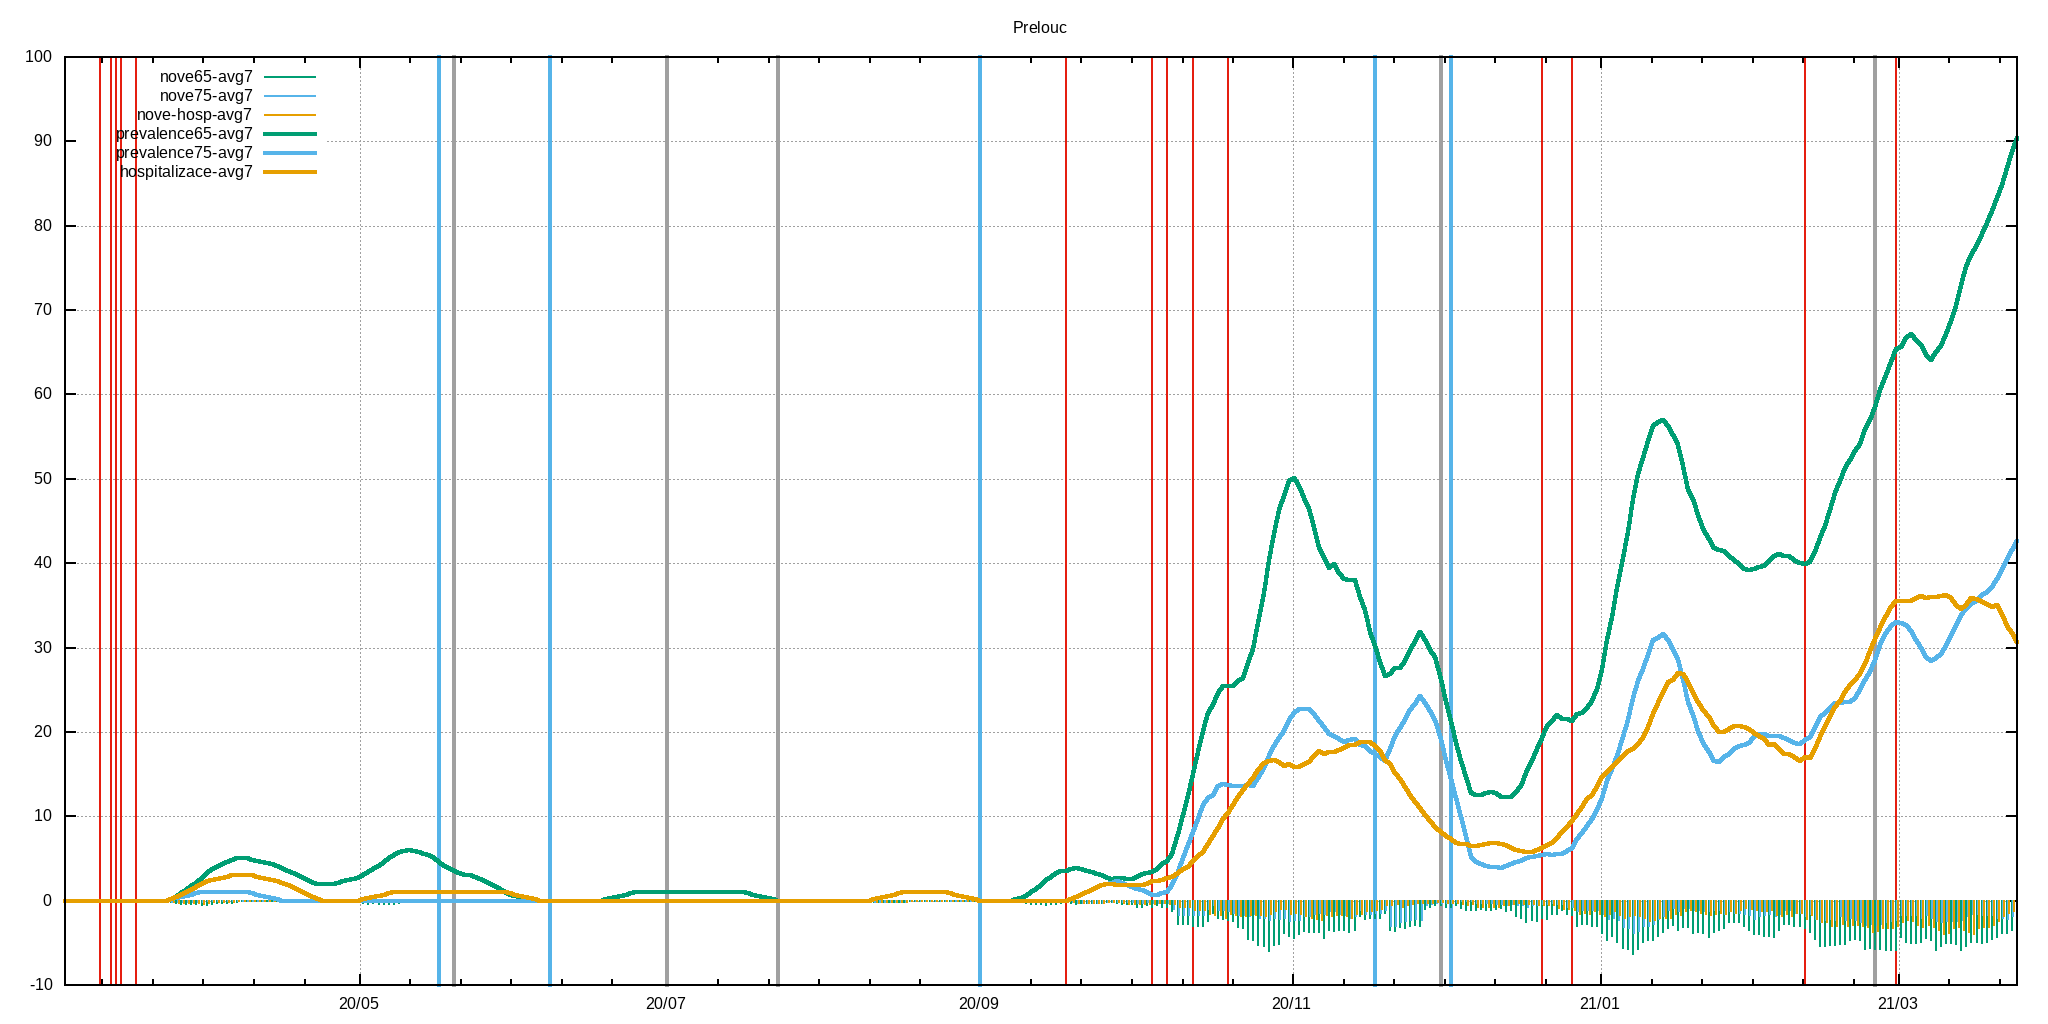 Prelouc
100
nove65-avg7
nove75-avg7
nove-hosp-avg7
prevalence65-avg7
prevalence75-avg7
hospitalizace-avg7
90
80
70
60
50
40
30
20
10
0
-10
20/05 20/07 20/09 20/11 21/01 21/03